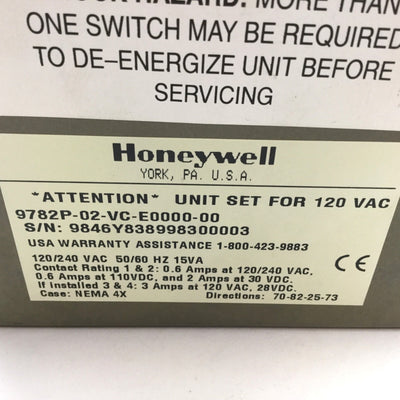 HAZARD: MORE THAN
ONE SWITCH MAY BE REQUIRED
TO DE-ENERGIZE UNIT BEFORE
SERVICING
Honeywell
YORK, PA. U.S.A.
*ATTENTION* UNIT SET FOR 120 VAC
9782P-02-VC-E0000-00
S/N: 9846Y838998300003
USA WARRANTY ASSISTANCE 1-800-423-9883
120/240 VAC 50/60 HZ 15VA
Contact Rating 1 & 2: 0.6 Amps at 120/240 VAC,
0.6 Amps at 110VDC, and 2 Amps at 30 VDC.
If installed 3 & 4: 3 Amps at 120 VAC, 28VDC.
Case: NEMA 4X Directions: 70-82-25-73
CE